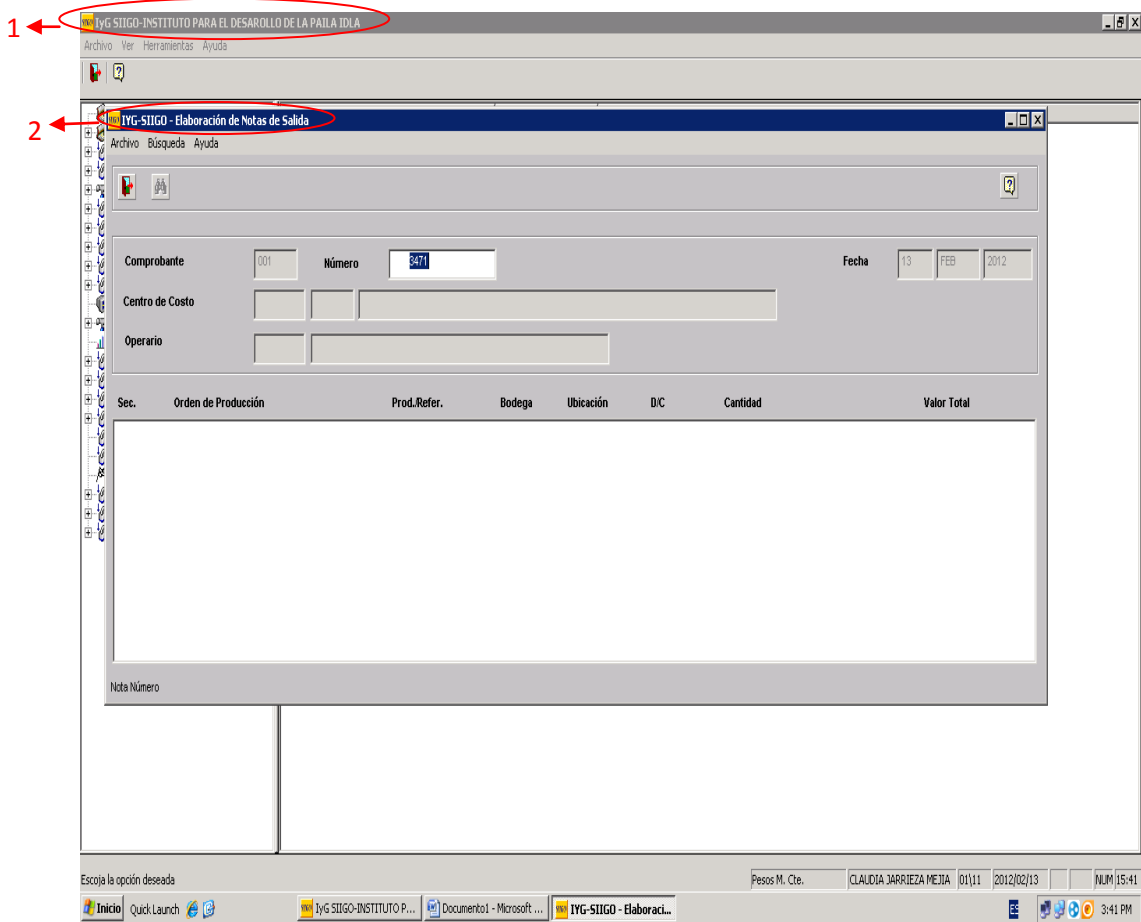 1
IyG SIIGO-INSTITUTO PARA EL DESAROLLO DE LA PAILA IDLA
Archivo Ver Herramientas Ayuda
2
IYG-SIIGO - Elaboración de Notas de Salida
Archivo Búsqueda Ayuda
Comprobante 001 Número 3471 Fecha 13 FEB 2012
Centro de Costo
Operario
Sec. Orden de Producción Prod./Refer. Bodega Ubicación D/C Cantidad Valor Total
Nota Número
Escoja la opción deseada Pesos M. Cte. CLAUDIA JARRIEZA MEJIA 01\11 2012/02/13 NUM 15:41
Inicio Quick Launch IyG SIIGO-INSTITUTO P... Documento1 - Microsoft ... IYG-SIIGO - Elaboraci... ES 3:41 PM